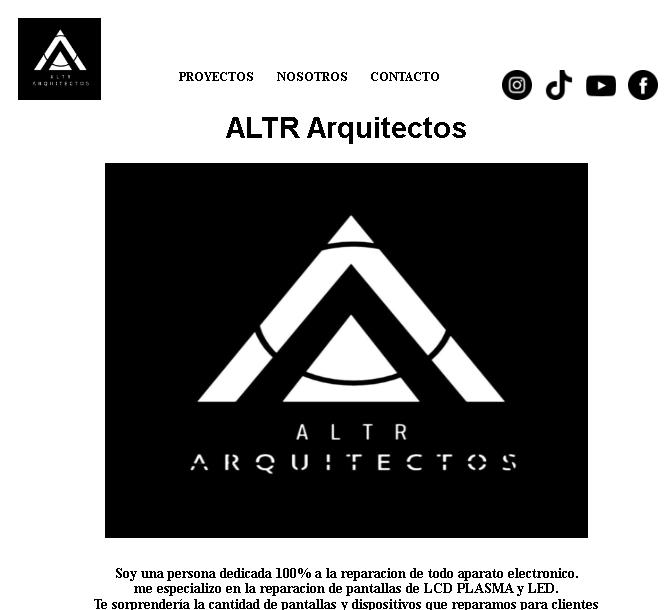 ALTR
ARQUITECTOS
PROYECTOS NOSOTROS CONTACTO
ALTR Arquitectos
ALTR
ARQUITECTOS
Soy una persona dedicada 100% a la reparacion de todo aparato electronico.
me especializo en la reparacion de pantallas de LCD PLASMA y LED.
Te sorprendería la cantidad de pantallas y dispositivos que reparamos para clientes